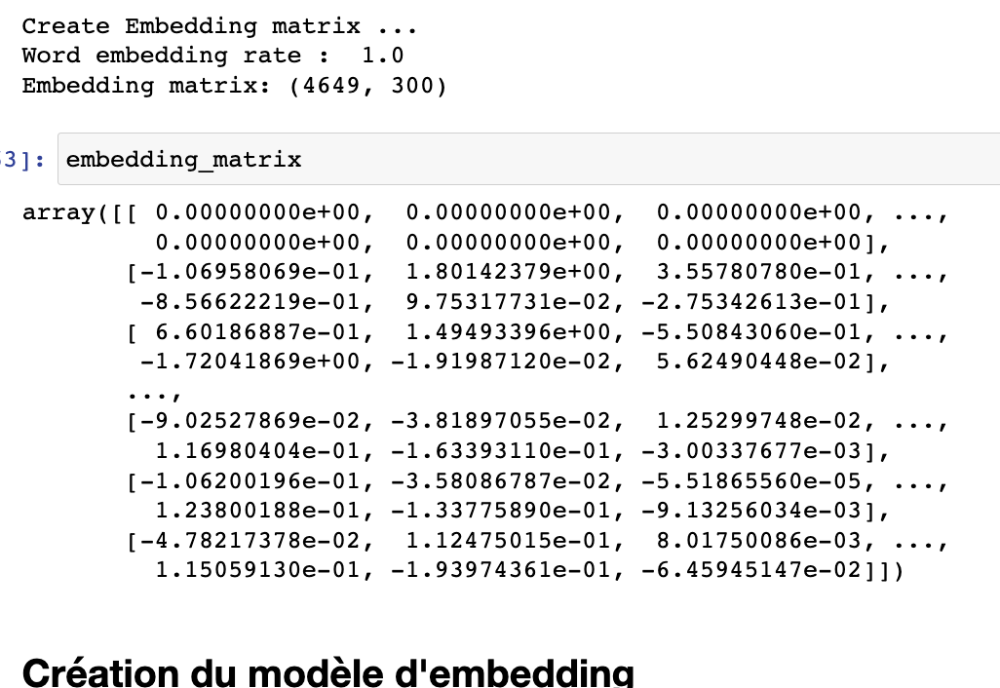 Create Embedding matrix ...
Word embedding rate :  1.0
Embedding matrix: (4649, 300)
3]: embedding_matrix
array([[ 0.00000000e+00,  0.00000000e+00,  0.00000000e+00, ...,
0.00000000e+00,  0.00000000e+00,  0.00000000e+00],
[-1.06958069e-01,  1.80142379e+00,  3.55780780e-01, ...,
-8.56622219e-01,  9.75317731e-02, -2.75342613e-01],
[ 6.60186887e-01,  1.49493396e+00, -5.50843060e-01, ...,
-1.72041869e+00, -1.91987120e-02,  5.62490448e-02],
...,
[-9.02527869e-02, -3.81897055e-02,  1.25299748e-02, ...,
1.16980404e-01, -1.63393110e-01, -3.00337677e-03],
[-1.06200196e-01, -3.58086787e-02, -5.51865560e-05, ...,
1.23800188e-01, -1.33775890e-01, -9.13256034e-03],
[-4.78217378e-02,  1.12475015e-01,  8.01750086e-03, ...,
1.15059130e-01, -1.93974361e-01, -6.45945147e-02]])
Création du modèle d'embedding